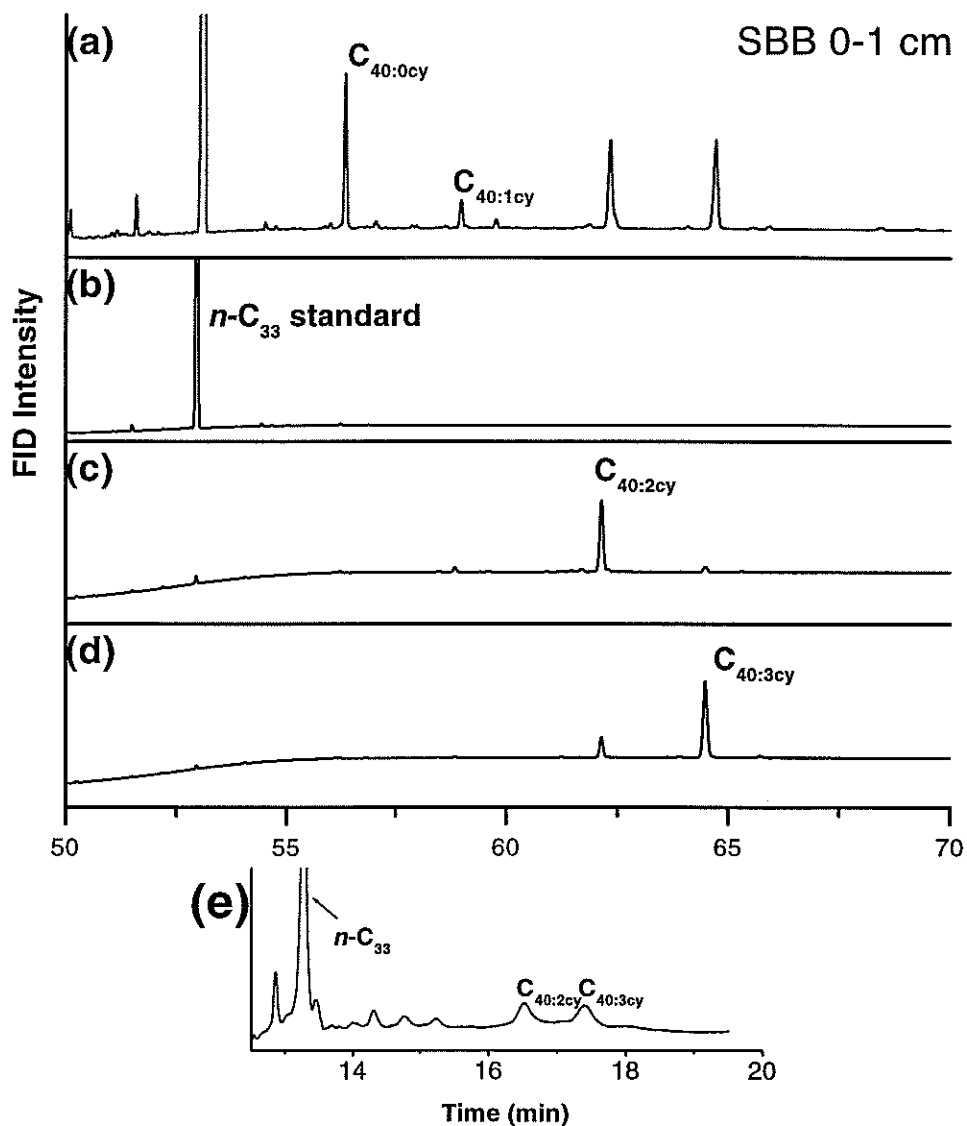 (a)
SBB 0-1 cm
C40:0cy
C40:1cy
(b)
n-C33 standard
FID Intensity
(c)
C40:2cy
(d)
C40:3cy
50 55 60 65 70
(e)
n-C33
C40:2cy C40:3cy
14 16 18 20
Time (min)